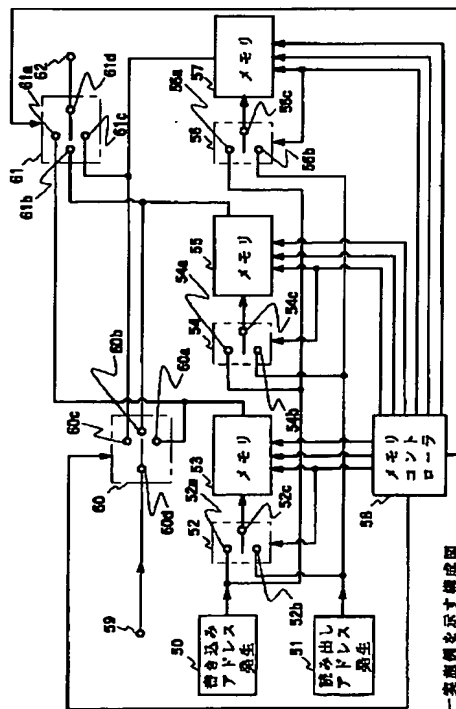 61a
62
61
61d
61c
61b
60c
60b
60
60a
60d
59
56a
57
メモリ
56
56c
56b
54a
55
メモリ
54
54c
54b
52a
53
メモリ
52
52c
52b
50
書き込み
アドレス
発生
51
読み出し
アドレス
発生
メモリ
コント
ローラ
58
一実施例を示す構成図